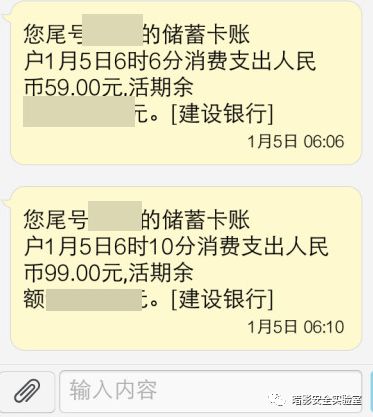 您尾号 的储蓄卡账
户1月5日6时6分消费支出人民
币59.00元,活期余
元。[建设银行]
1月5日 06:06
您尾号 的储蓄卡账
户1月5日6时10分消费支出人民
币99.00元,活期余
额 元。[建设银行]
1月5日 06:10
输入内容
暗影安全实验室